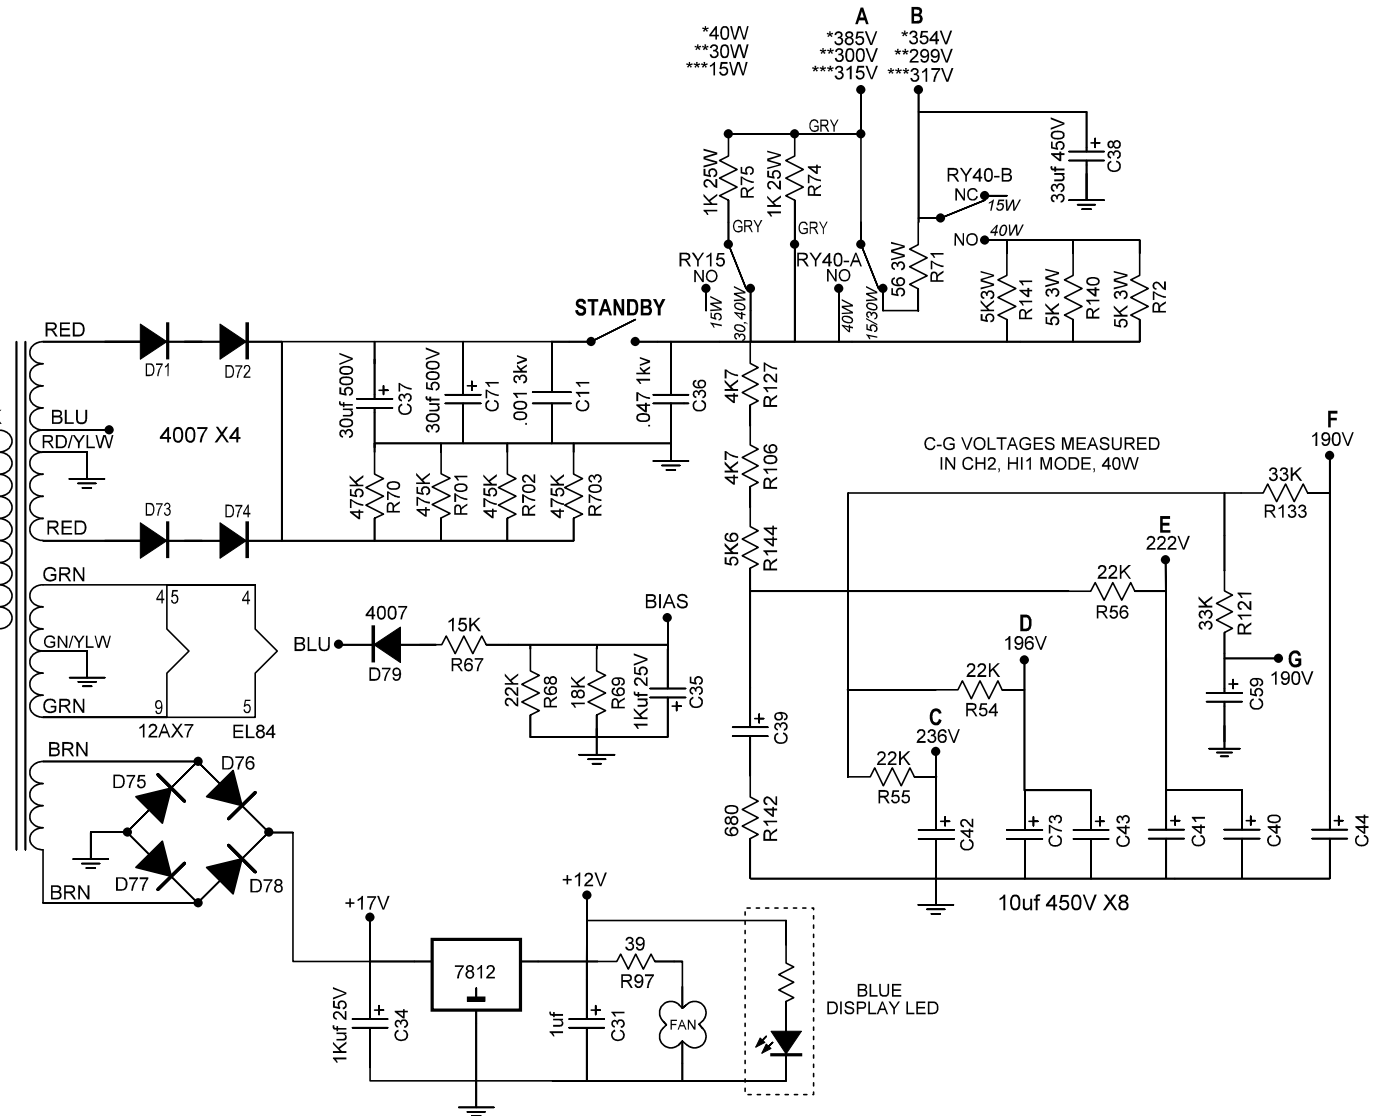 *40W
**30W
***15W
A
*385V
**300V
***315V
B
*354V
**299V
***317V
GRY
1K 25W
R75
1K 25W
R74
GRY
GRY
33uf 450V
+
C38
RY40-B
NC
15W
NO
40W
RY15
NO
15W
30,40W
RY40-A
NO
40W
15/30W
56 3W
R71
5K3W
R141
5K 3W
R140
5K 3W
R72
STANDBY
RED
D71
D72
BLU
RD/YLW
4007 X4
RED
D73
D74
30uf 500V
+
C37
30uf 500V
+
C71
.001 3kv
C11
.047 1kv
C36
475K
R70
475K
R701
475K
R702
475K
R703
4K7
R127
4K7
R106
5K6
R144
C-G VOLTAGES MEASURED
IN CH2, HI1 MODE, 40W
F
190V
33K
R133
E
222V
22K
R56
33K
R121
D
196V
22K
R54
G
190V
+
C59
C
236V
22K
R55
+
C39
680
R142
+
C42
+
C73
+
C43
+
C41
+
C40
+
C44
10uf 450V X8
GRN
GN/YLW
GRN
4
5
4
9
5
12AX7
EL84
BLU
4007
D79
15K
R67
22K
R68
18K
R69
BIAS
1Kuf 25V
+
C35
BRN
D75
D76
D77
D78
BRN
+17V
1Kuf 25V
+
C34
7812
+12V
1uf
+
C31
39
R97
FAN
BLUE
DISPLAY LED